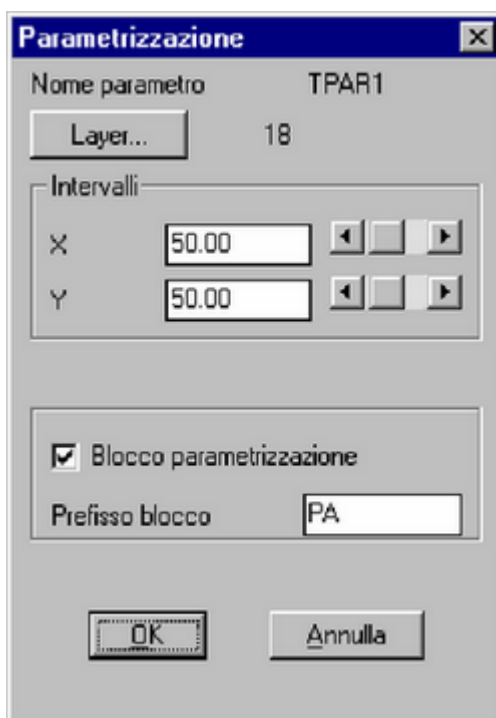 Parametrizzazione
Nome parametro TPAR1
Layer... 18
Intervalli
X 50.00
Y 50.00
Blocco parametrizzazione
Prefisso blocco PA
OK Annulla